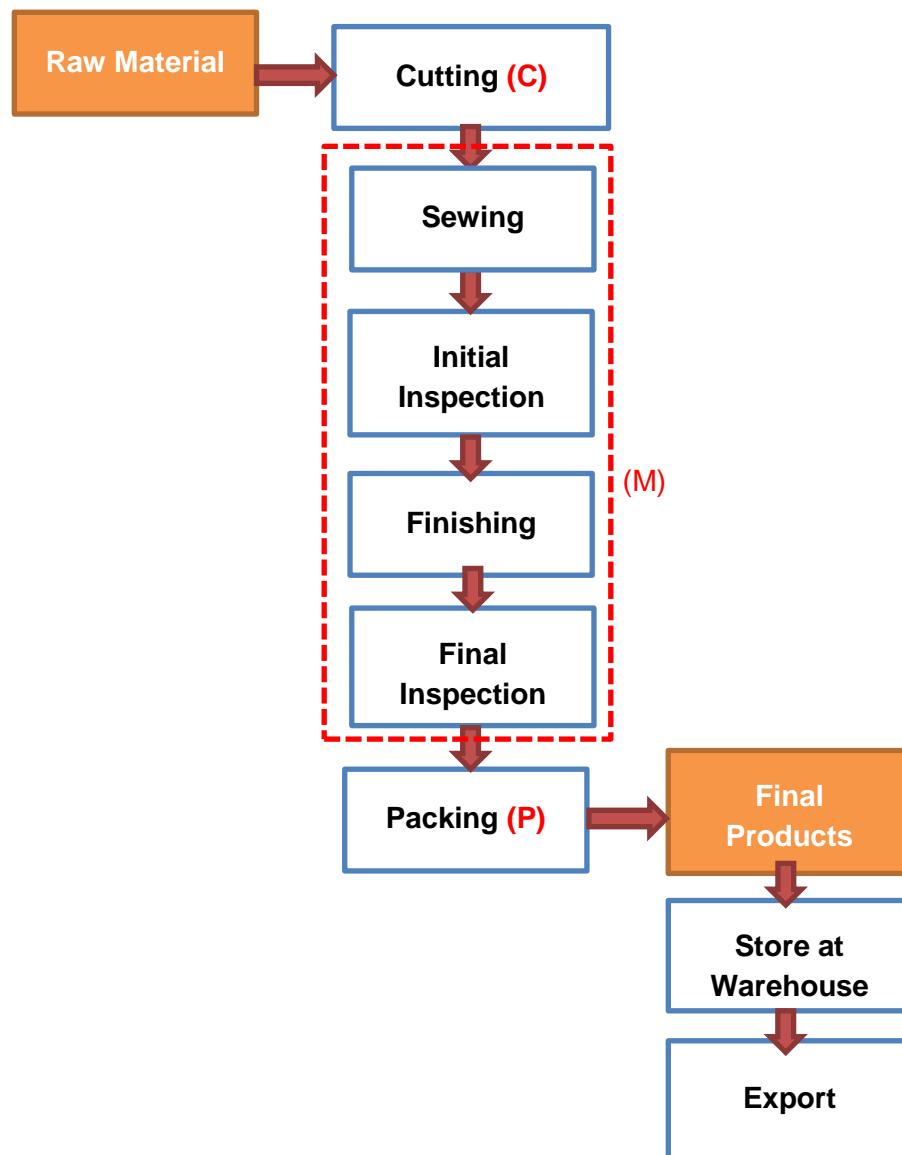 Raw Material
Cutting (C)
Sewing
Initial
Inspection
(M)
Finishing
Final
Inspection
Packing (P)
Final
Products
Store at
Warehouse
Export